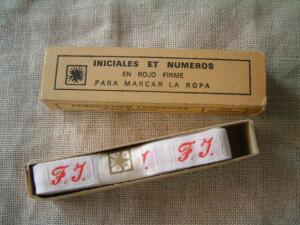 INICIALES ET NUMEROS
EN ROJO FIRME
PARA MARCAR LA ROPA
F. J. F. J.